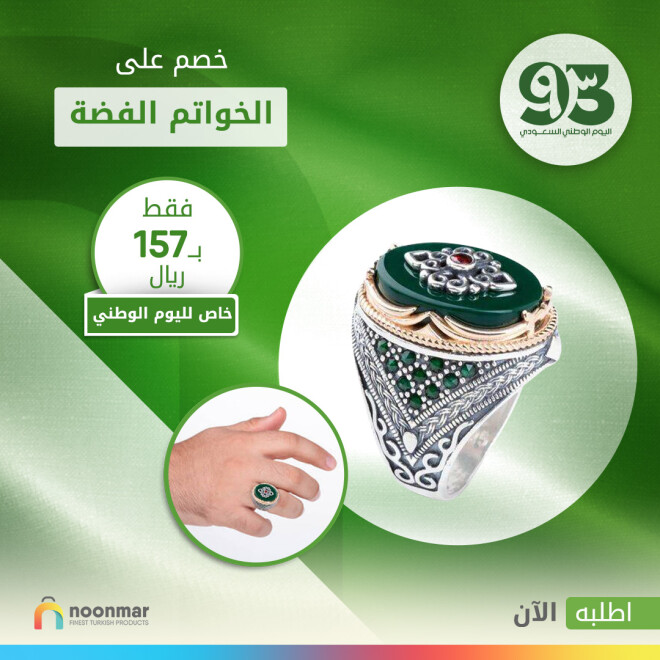 خصم على
الخواتم الفضة
93
اليوم الوطني السعودي
فقط
بـ157
ريال
خاص لليوم الوطني
noonmar
FINEST TURKISH PRODUCTS
اطلبه الآن